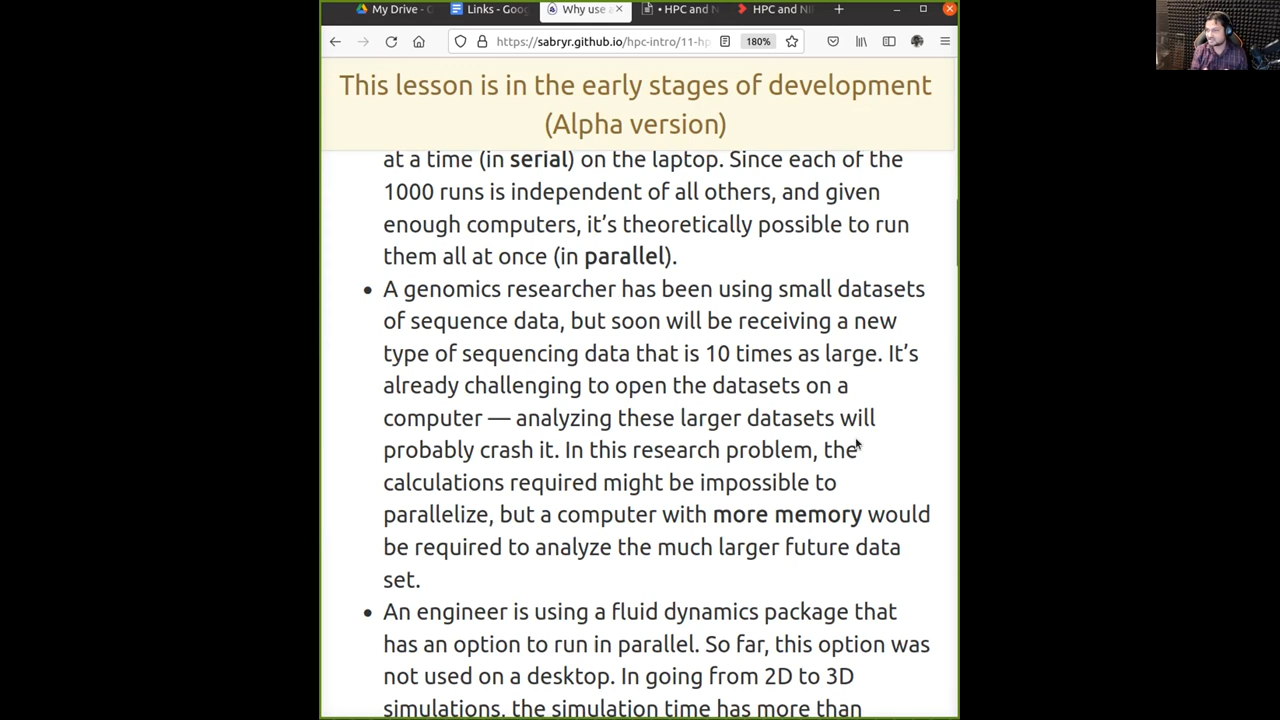 My Drive - G
Links - Goog
Why use a
• HPC and N
HPC and NI
https://sabryr.github.io/hpc-intro/11-hp
180%
This lesson is in the early stages of development
(Alpha version)
at a time (in serial) on the laptop. Since each of the
1000 runs is independent of all others, and given
enough computers, it’s theoretically possible to run
them all at once (in parallel).
• A genomics researcher has been using small datasets
of sequence data, but soon will be receiving a new
type of sequencing data that is 10 times as large. It’s
already challenging to open the datasets on a
computer — analyzing these larger datasets will
probably crash it. In this research problem, the
calculations required might be impossible to
parallelize, but a computer with more memory would
be required to analyze the much larger future data
set.
• An engineer is using a fluid dynamics package that
has an option to run in parallel. So far, this option was
not used on a desktop. In going from 2D to 3D
simulations, the simulation time has more than